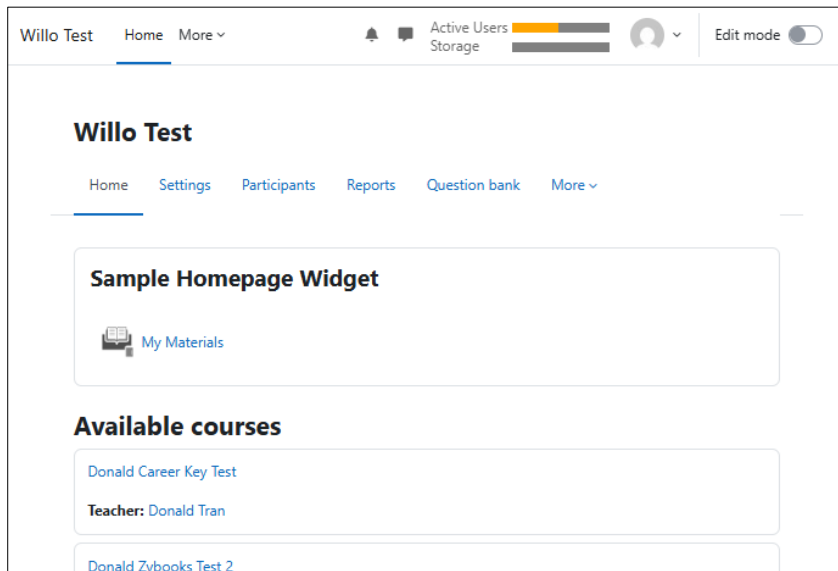 Willo Test Home More Active Users Edit mode
Storage
Willo Test
Home Settings Participants Reports Question bank More
Sample Homepage Widget
My Materials
Available courses
Donald Career Key Test
Teacher: Donald Tran
Donald Zybooks Test 2